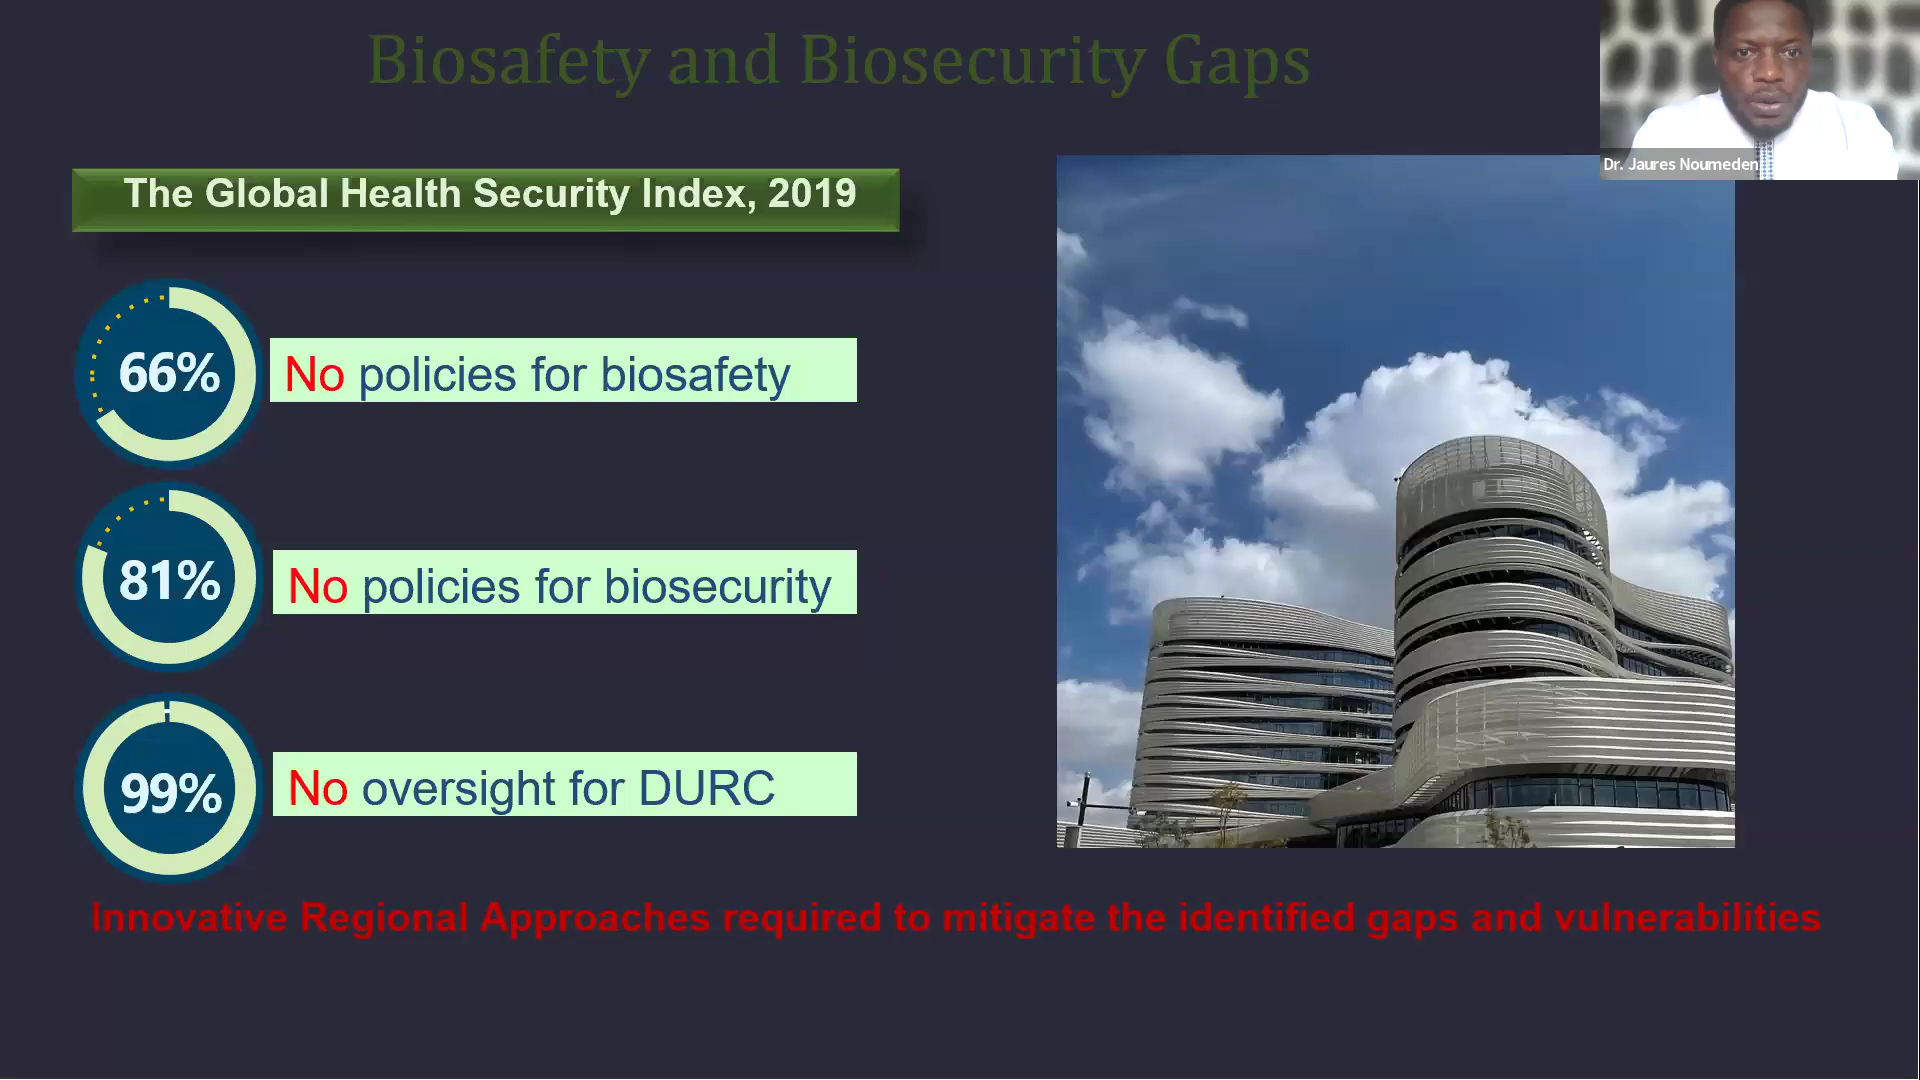 Biosafety and Biosecurity Gaps
Dr. Jaures Noumeden
The Global Health Security Index, 2019
66%
No policies for biosafety
81%
No policies for biosecurity
99%
No oversight for DURC
Innovative Regional Approaches required to mitigate the identified gaps and vulnerabilities